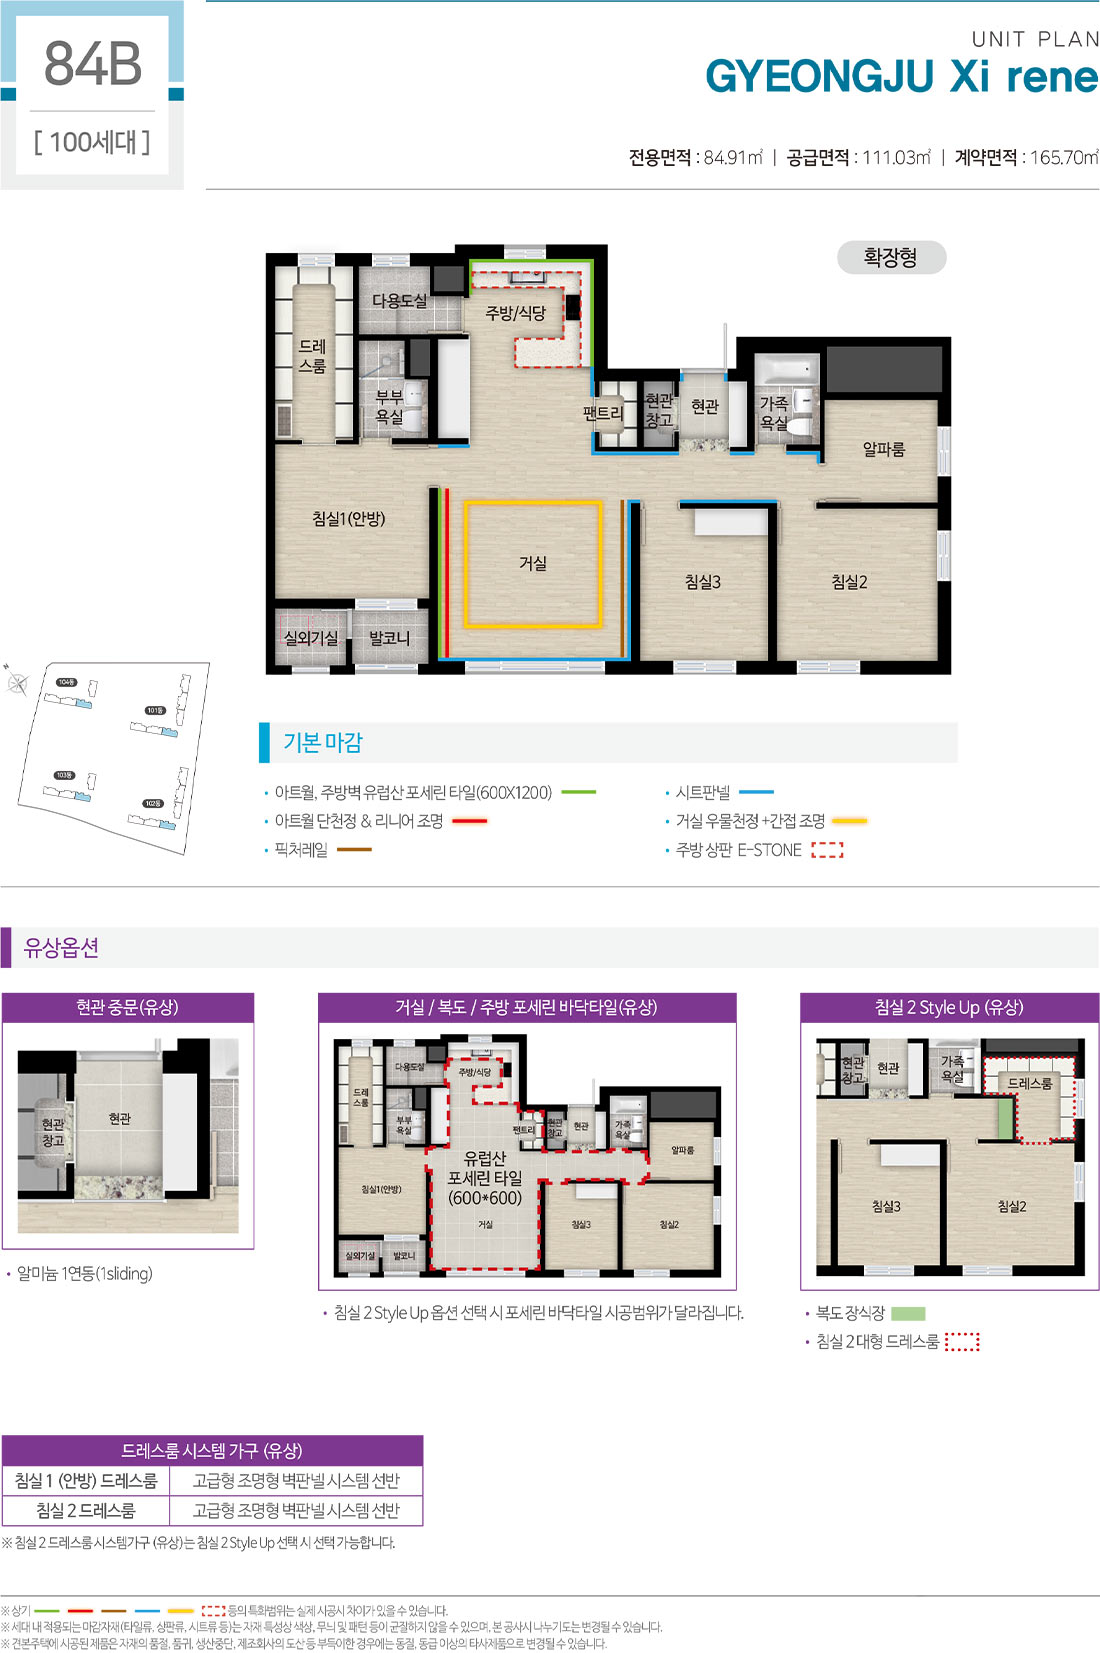 84B
[ 100세대 ]
UNIT PLAN
GYEONGJU Xi rene
전용면적 : 84.91㎡ | 공급면적 : 111.03㎡ | 계약면적 : 165.70㎡
확장형
다용도실
주방/식당
드레
스룸
부부
욕실
팬트리
현관
창고
현관
가족
욕실
알파룸
침실1(안방)
거실
침실3
침실2
실외기실
발코니
N
104동
101동
103동
102동
기본 마감
• 아트월, 주방벽 유럽산 포세린 타일(600X1200)
• 시트판넬
• 아트월 단천정 & 리니어 조명
• 거실 우물천정 +간접 조명
• 픽처레일
• 주방 상판 E-STONE
유상옵션
현관 중문(유상)
현관
창고
현관
• 알미늄 1연동(1sliding)
거실 / 복도 / 주방 포세린 바닥타일(유상)
다용도실
주방/식당
드레
스룸
부부
욕실
팬트리
현관
창고
현관
가족
욕실
알파룸
유럽산
포세린 타일
(600*600)
침실1(안방)
거실
침실3
침실2
실외기실
발코니
• 침실 2 Style Up 옵션 선택 시 포세린 바닥타일 시공범위가 달라집니다.
침실 2 Style Up (유상)
현관
창고
현관
가족
욕실
드레스룸
침실3
침실2
• 복도 장식장
• 침실 2 대형 드레스룸
드레스룸 시스템 가구 (유상)
침실 1 (안방) 드레스룸 고급형 조명형 벽판넬 시스템 선반
침실 2 드레스룸 고급형 조명형 벽판넬 시스템 선반
※ 침실 2 드레스룸 시스템가구 (유상)는 침실 2 Style Up 선택 시 선택 가능합니다.
※ 상기 등의 특화범위는 실제 시공시 차이가 있을 수 있습니다.
※ 세대 내 적용되는 마감자재 (타일류, 상판류, 시트류 등)는 자재 특성상 색상, 무늬 및 패턴 등이 균질하지 않을 수 있으며, 본 공사시 나누기도는 변경될 수 있습니다.
※ 견본주택에 시공된 제품은 자재의 품절, 품귀, 생산중단, 제조회사의 도산 등 부득이한 경우에는 동질, 동급 이상의 타사제품으로 변경될 수 있습니다.